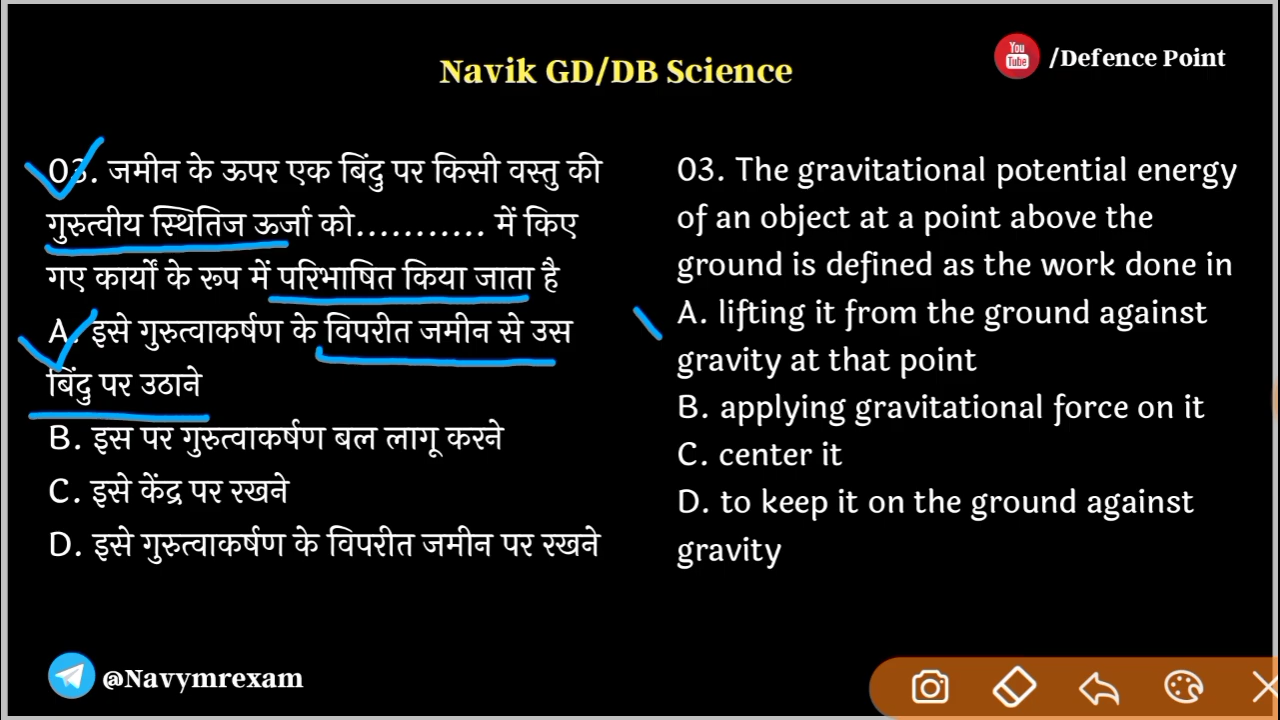 Navik GD/DB Science
You
Tube
/Defence Point
03. जमीन के ऊपर एक बिंदु पर किसी वस्तु की
गुरुत्वीय स्थितिज ऊर्जा को........... में किए
गए कार्यों के रूप में परिभाषित किया जाता है
A. इसे गुरुत्वाकर्षण के विपरीत जमीन से उस
बिंदु पर उठाने
B. इस पर गुरुत्वाकर्षण बल लागू करने
C. इसे केंद्र पर रखने
D. इसे गुरुत्वाकर्षण के विपरीत जमीन पर रखने
03. The gravitational potential energy
of an object at a point above the
ground is defined as the work done in
A. lifting it from the ground against
gravity at that point
B. applying gravitational force on it
C. center it
D. to keep it on the ground against
gravity
@Navymrexam